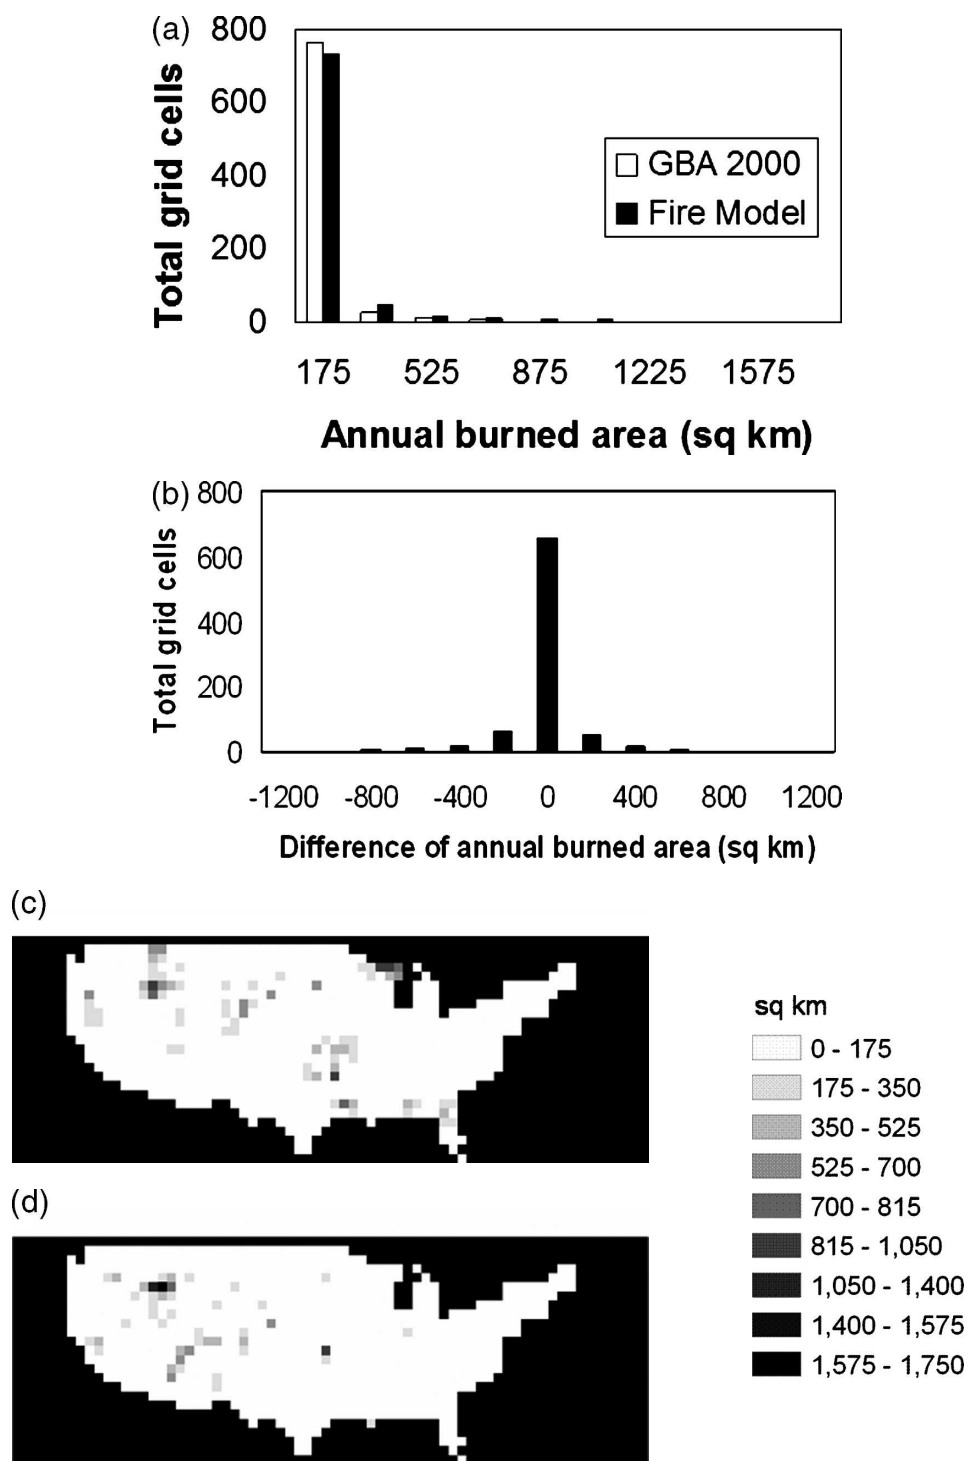 (a)
800
600
400
200
0
Total grid cells
GBA 2000
Fire Model
175 525 875 1225 1575
Annual burned area (sq km)
(b)
800
600
400
200
0
Total grid cells
-1200 -800 -400 0 400 800 1200
Difference of annual burned area (sq km)
(c)
(d)
sq km
0 - 175
175 - 350
350 - 525
525 - 700
700 - 815
815 - 1,050
1,050 - 1,400
1,400 - 1,575
1,575 - 1,750